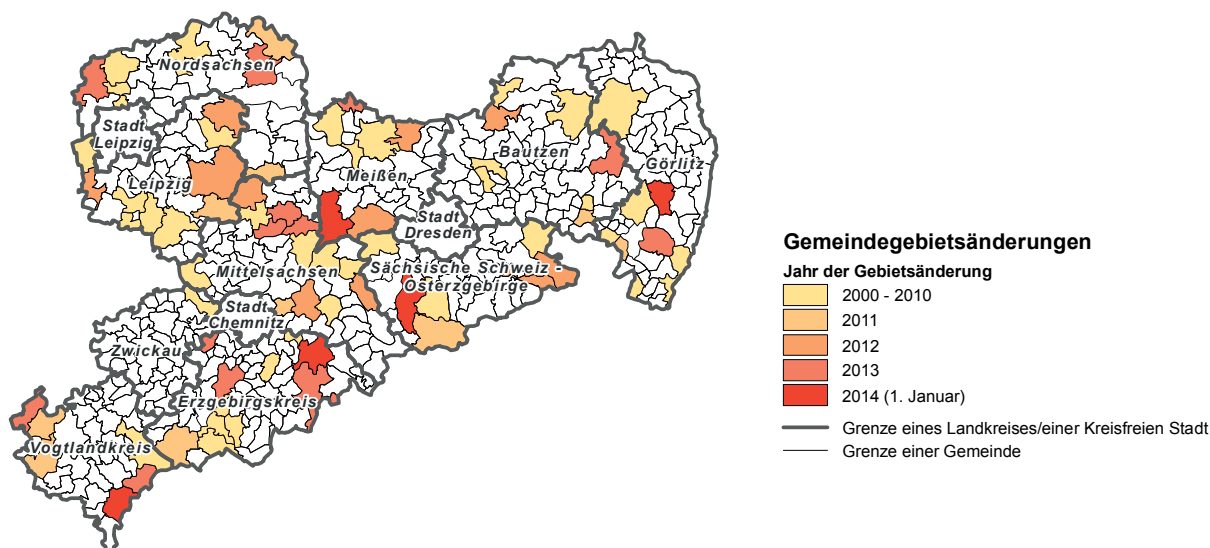 Nordsachsen
Stadt
Leipzig
Leipzig
Meißen
Bautzen
Görlitz
Stadt
Dresden
Mittelsachsen
Sächsische Schweiz -
Osterzgebirge
Stadt
Chemnitz
Zwickau
Erzgebirgskreis
Vogtlandkreis
Gemeindegebietsänderungen
Jahr der Gebietsänderung
2000 - 2010
2011
2012
2013
2014 (1. Januar)
Grenze eines Landkreises/einer Kreisfreien Stadt
Grenze einer Gemeinde